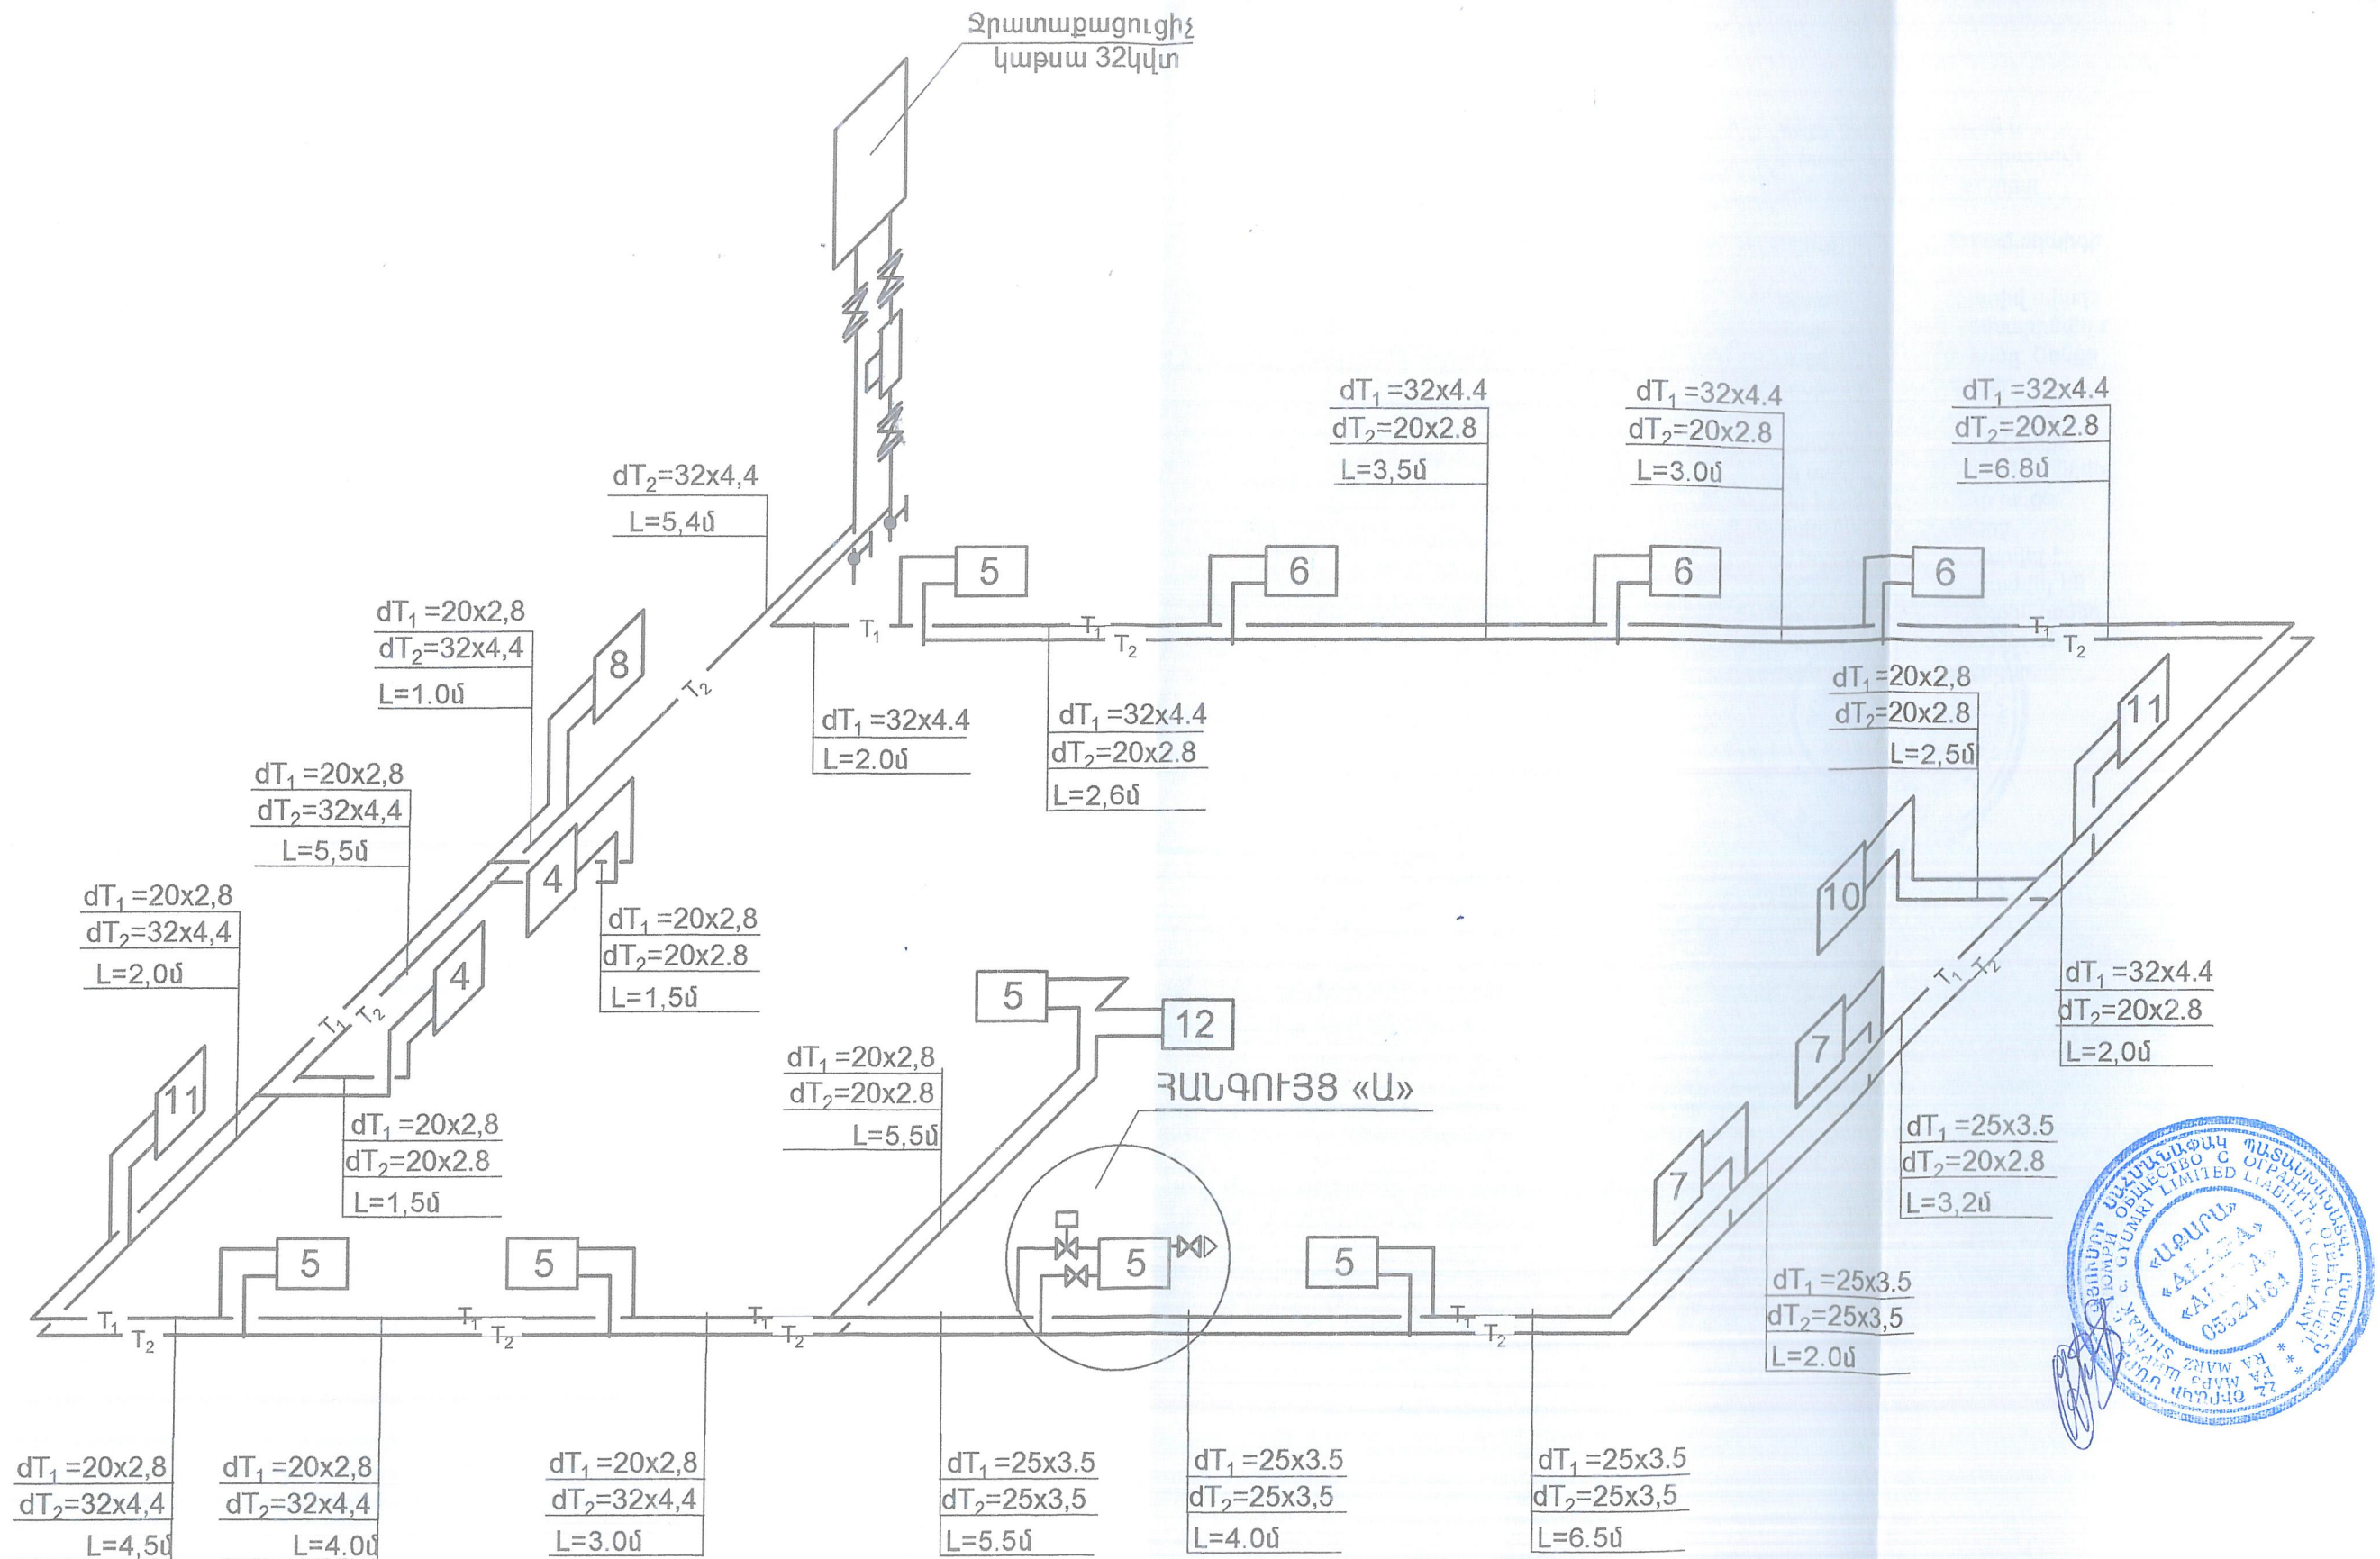 Ջրատաքացուցիչ
կաթսա 32կվտ
dT₁ =32x4.4
dT₂=20x2.8
L=3,5մ
dT₁ =32x4.4
dT₂=20x2.8
L=3.0մ
dT₁ =32x4.4
dT₂=20x2.8
L=6.8մ
dT₂=32x4,4
L=5,4մ
5
6
6
6
T₁
T₁
T₂
T₁
T₂
dT₁ =20x2,8
dT₂=32x4,4
L=1.0մ
8
T₂
dT₁ =32x4.4
L=2.0մ
dT₁ =32x4.4
dT₂=20x2.8
L=2,6մ
dT₁ =20x2,8
dT₂=20x2.8
L=2,5մ
11
dT₁ =20x2,8
dT₂=32x4,4
L=5,5մ
4
10
dT₁ =20x2,8
dT₂=32x4,4
L=2,0մ
dT₁ =20x2,8
dT₂=20x2.8
L=1,5մ
4
T₁
T₂
T₁
T₂
5
12
dT₁ =32x4.4
dT₂=20x2.8
L=2,0մ
7
dT₁ =20x2,8
dT₂=20x2.8
L=5,5մ
ՀԱՆԳՈՒՅՑ «Ա»
11
dT₁ =20x2,8
dT₂=20x2.8
L=1,5մ
dT₁ =25x3.5
dT₂=20x2.8
L=3,2մ
7
5
5
5
5
dT₁ =25x3.5
dT₂=25x3,5
L=2.0մ
T₁
T₂
T₁
T₂
T₁
T₂
T₁
T₂
dT₁ =20x2,8
dT₂=32x4,4
L=4,5մ
dT₁ =20x2,8
dT₂=32x4,4
L=4.0մ
dT₁ =20x2,8
dT₂=32x4,4
L=3.0մ
dT₁ =25x3.5
dT₂=25x3,5
L=5.5մ
dT₁ =25x3.5
dT₂=25x3,5
L=4.0մ
dT₁ =25x3.5
dT₂=25x3,5
L=6.5մ
«ԱՔԱՐԱ»
05524184
GYUMRI LIMITED LIABILIT COMPANY
SHIRAK
RA MARZ